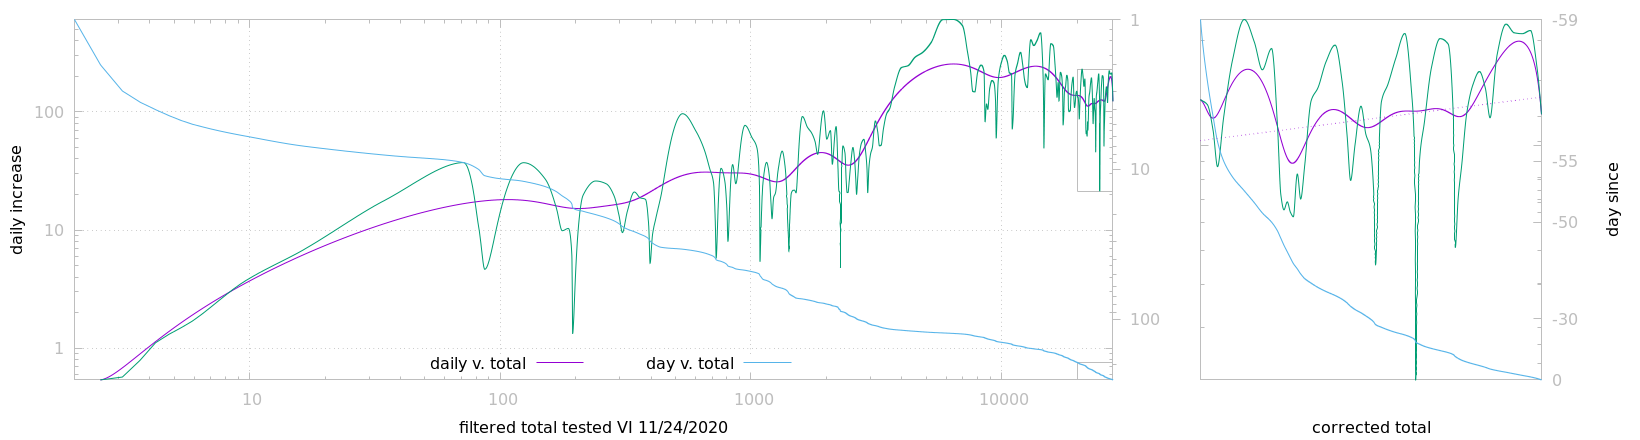 daily increase
100
10
1
daily v. total
day v. total
10
100
1000
10000
filtered total tested VI 11/24/2020
1
10
100
-59
-55
-50
-30
0
day since
corrected total